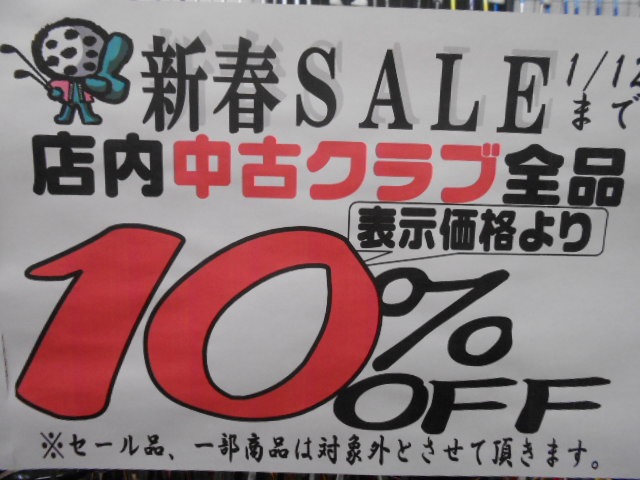 新春SALE 1/12まで
店内中古クラブ全品
表示価格より
10%OFF
※セール品、一部商品は対象外とさせて頂きます。